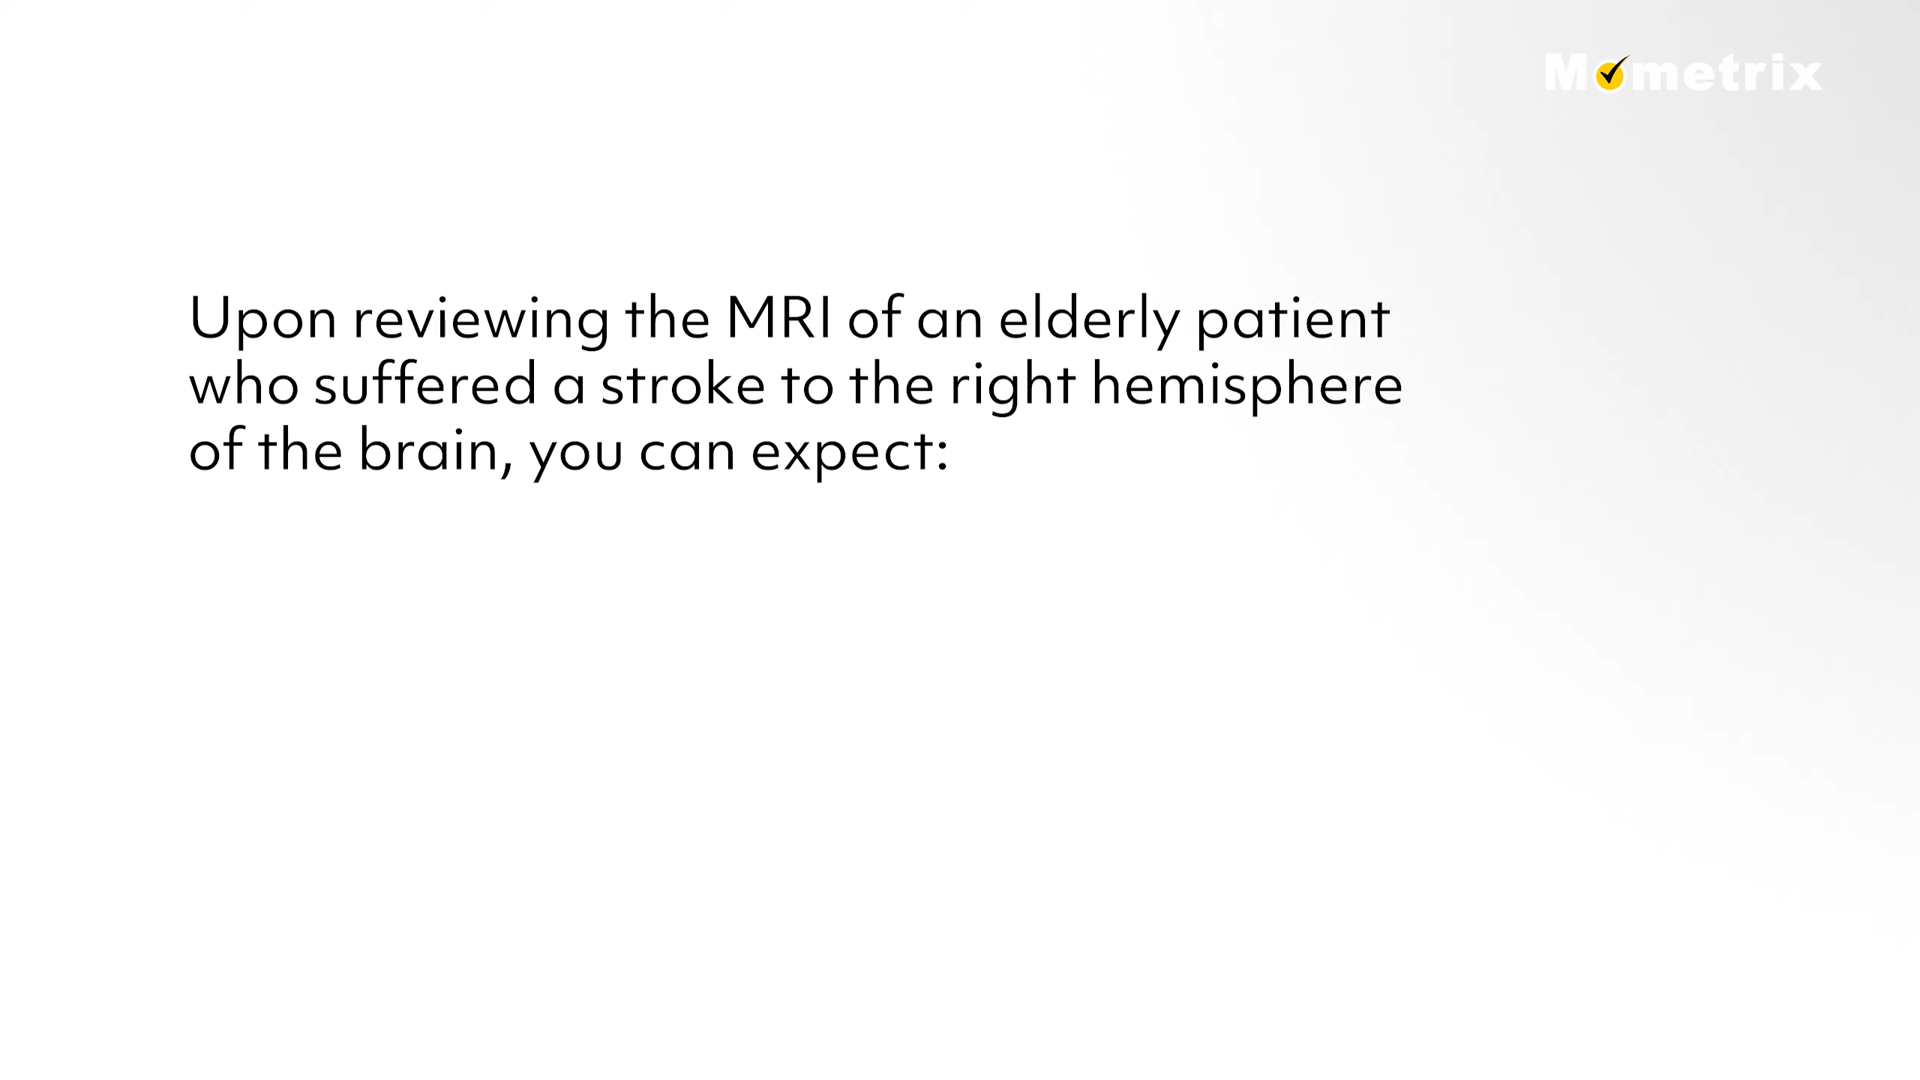 Mometrix
Upon reviewing the MRI of an elderly patient
who suffered a stroke to the right hemisphere
of the brain, you can expect: